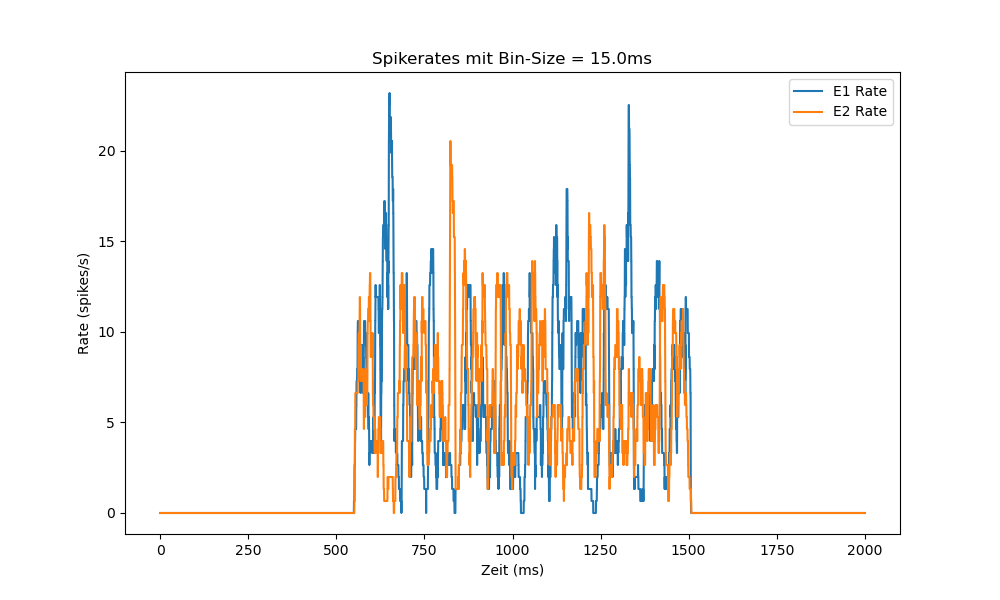 Spikerates mit Bin-Size = 15.0ms
E1 Rate
E2 Rate
Rate (spikes/s)
20
15
10
5
0
0 250 500 750 1000 1250 1500 1750 2000
Zeit (ms)